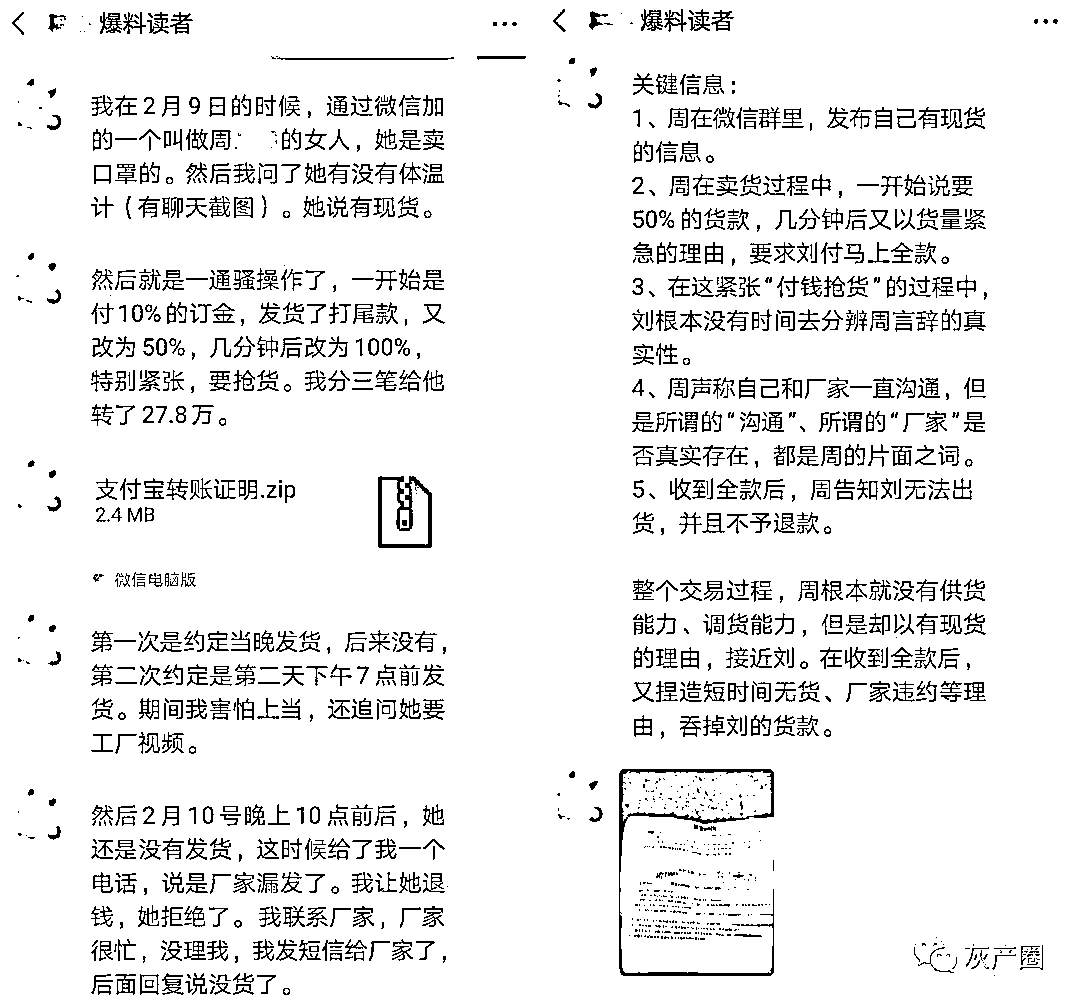 爆料读者
我在2月9日的时候，通过微信加
的一个叫做周 的女人，她是卖
口罩的。然后我问了她有没有体温
计（有聊天截图）。她说有现货。
然后就是一通骚操作了，一开始是
付10%的订金，发货了打尾款，又
改为50%，几分钟后改为100%，
特别紧张，要抢货。我分三笔给他
转了27.8万。
支付宝转账证明.zip
2.4 MB
微信电脑版
第一次是约定当晚发货，后来没有，
第二次约定是第二天下午7点前发
货。期间我害怕上当，还追问她要
工厂视频。
然后2月10号晚上10点前后，她
还是没有发货，这时候给了我一个
电话，说是厂家漏发了。我让她退
钱，她拒绝了。我联系厂家，厂家
很忙，没理我，我发短信给厂家了，
后面回复说没货了。
爆料读者
关键信息：
1、周在微信群里，发布自己有现货
的信息。
2、周在卖货过程中，一开始说要
50%的货款，几分钟后又以货量紧
急的理由，要求刘付马上全款。
3、在这紧张“付钱抢货”的过程中，
刘根本没有时间去分辨周言辞的真
实性。
4、周声称自己和厂家一直沟通，但
是所谓的“沟通”、所谓的“厂家”是
否真实存在，都是周的片面之词。
5、收到全款后，周告知刘无法出
货，并且不予退款。
整个交易过程，周根本就没有供货
能力、调货能力，但是却以有现货
的理由，接近刘。在收到全款后，
又捏造短时间无货、厂家违约等理
由，吞掉刘的货款。
灰产圈